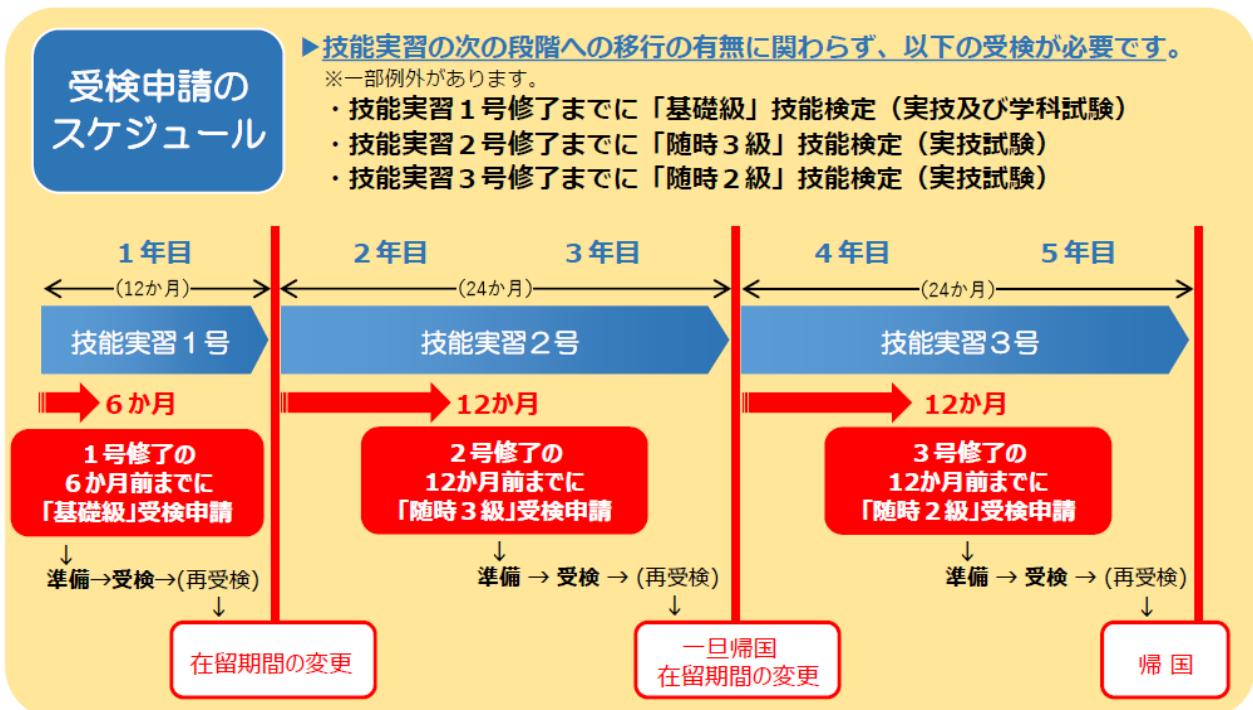 受検申請の
スケジュール
▶技能実習の次の段階への移行の有無に関わらず、以下の受検が必要です。
※一部例外があります。
・技能実習１号修了までに「基礎級」技能検定（実技及び学科試験）
・技能実習２号修了までに「随時３級」技能検定（実技試験）
・技能実習３号修了までに「随時２級」技能検定（実技試験）
１年目
２年目
３年目
４年目
５年目
(12か月)
(24か月)
(24か月)
技能実習１号
技能実習２号
技能実習３号
６か月
12か月
12か月
１号修了の
６か月前までに
「基礎級」受検申請
２号修了の
12か月前までに
「随時３級」受検申請
３号修了の
12か月前までに
「随時２級」受検申請
↓
準備→受検→(再受検)
↓
↓
準備 → 受検 → (再受検)
↓
↓
準備 → 受検 → (再受検)
↓
在留期間の変更
一旦帰国
在留期間の変更
帰 国